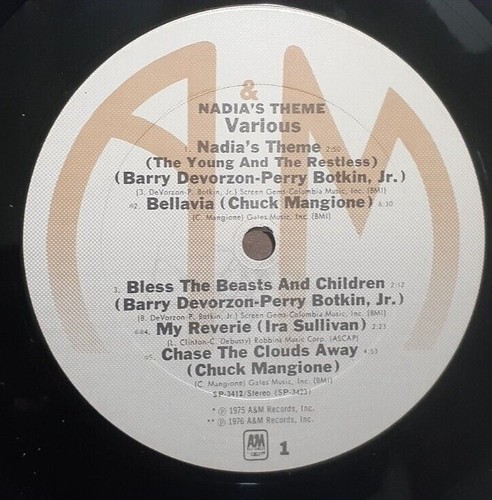 &
A M
NADIA'S THEME
Various
1. Nadia's Theme 2:50
(The Young And The Restless)
(Barry Devorzon-Perry Botkin, Jr.)
(B. DeVorzon-P. Botkin, Jr.) Screen Gems-Columbia Music, Inc. (BMI)
*2. Bellavia (Chuck Mangione) 6:30
(C. Mangione) Gates Music, Inc. (BMI)
3. Bless The Beasts And Children 2:12
(Barry Devorzon-Perry Botkin, Jr.)
(B. DeVorzon-P. Botkin, Jr.) Screen Gems-Columbia Music, Inc. (BMI)
**4. My Reverie (Ira Sullivan) 2:23
(L. Clinton-C. Debussy) Robbins Music Corp. (ASCAP)
*5. Chase The Clouds Away 4:53
(Chuck Mangione)
(C. Mangione) Gates Music, Inc. (BMI)
SP-3412/Stereo (SP-3423)
* ℗ 1975 A&M Records, Inc.
** ℗ 1976 A&M Records, Inc.
A&M
RECORDS
1